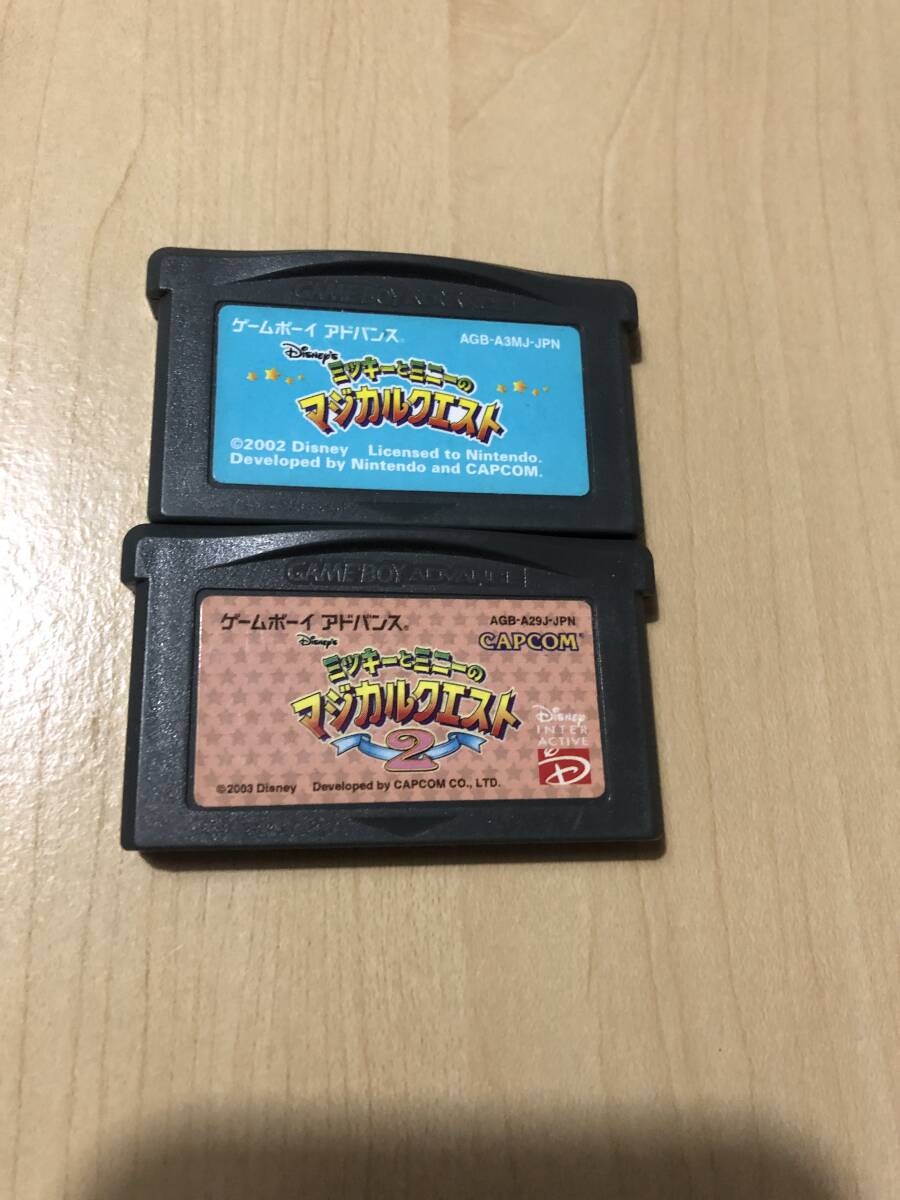 GAME BOY ADVANCE
ゲームボーイ アドバンス
AGB-A3MJ-JPN
Disney's
ミッキーとミニーの
マジカルクエスト
©2002 Disney Licensed to Nintendo.
Developed by Nintendo and CAPCOM.
GAME BOY ADVANCE
ゲームボーイ アドバンス®
AGB-A29J-JPN
Disney's
CAPCOM®
ミッキーとミニーの
マジカルクエスト
2
Disney
INTER
ACTIVE
D
©2003 Disney Developed by CAPCOM CO., LTD.